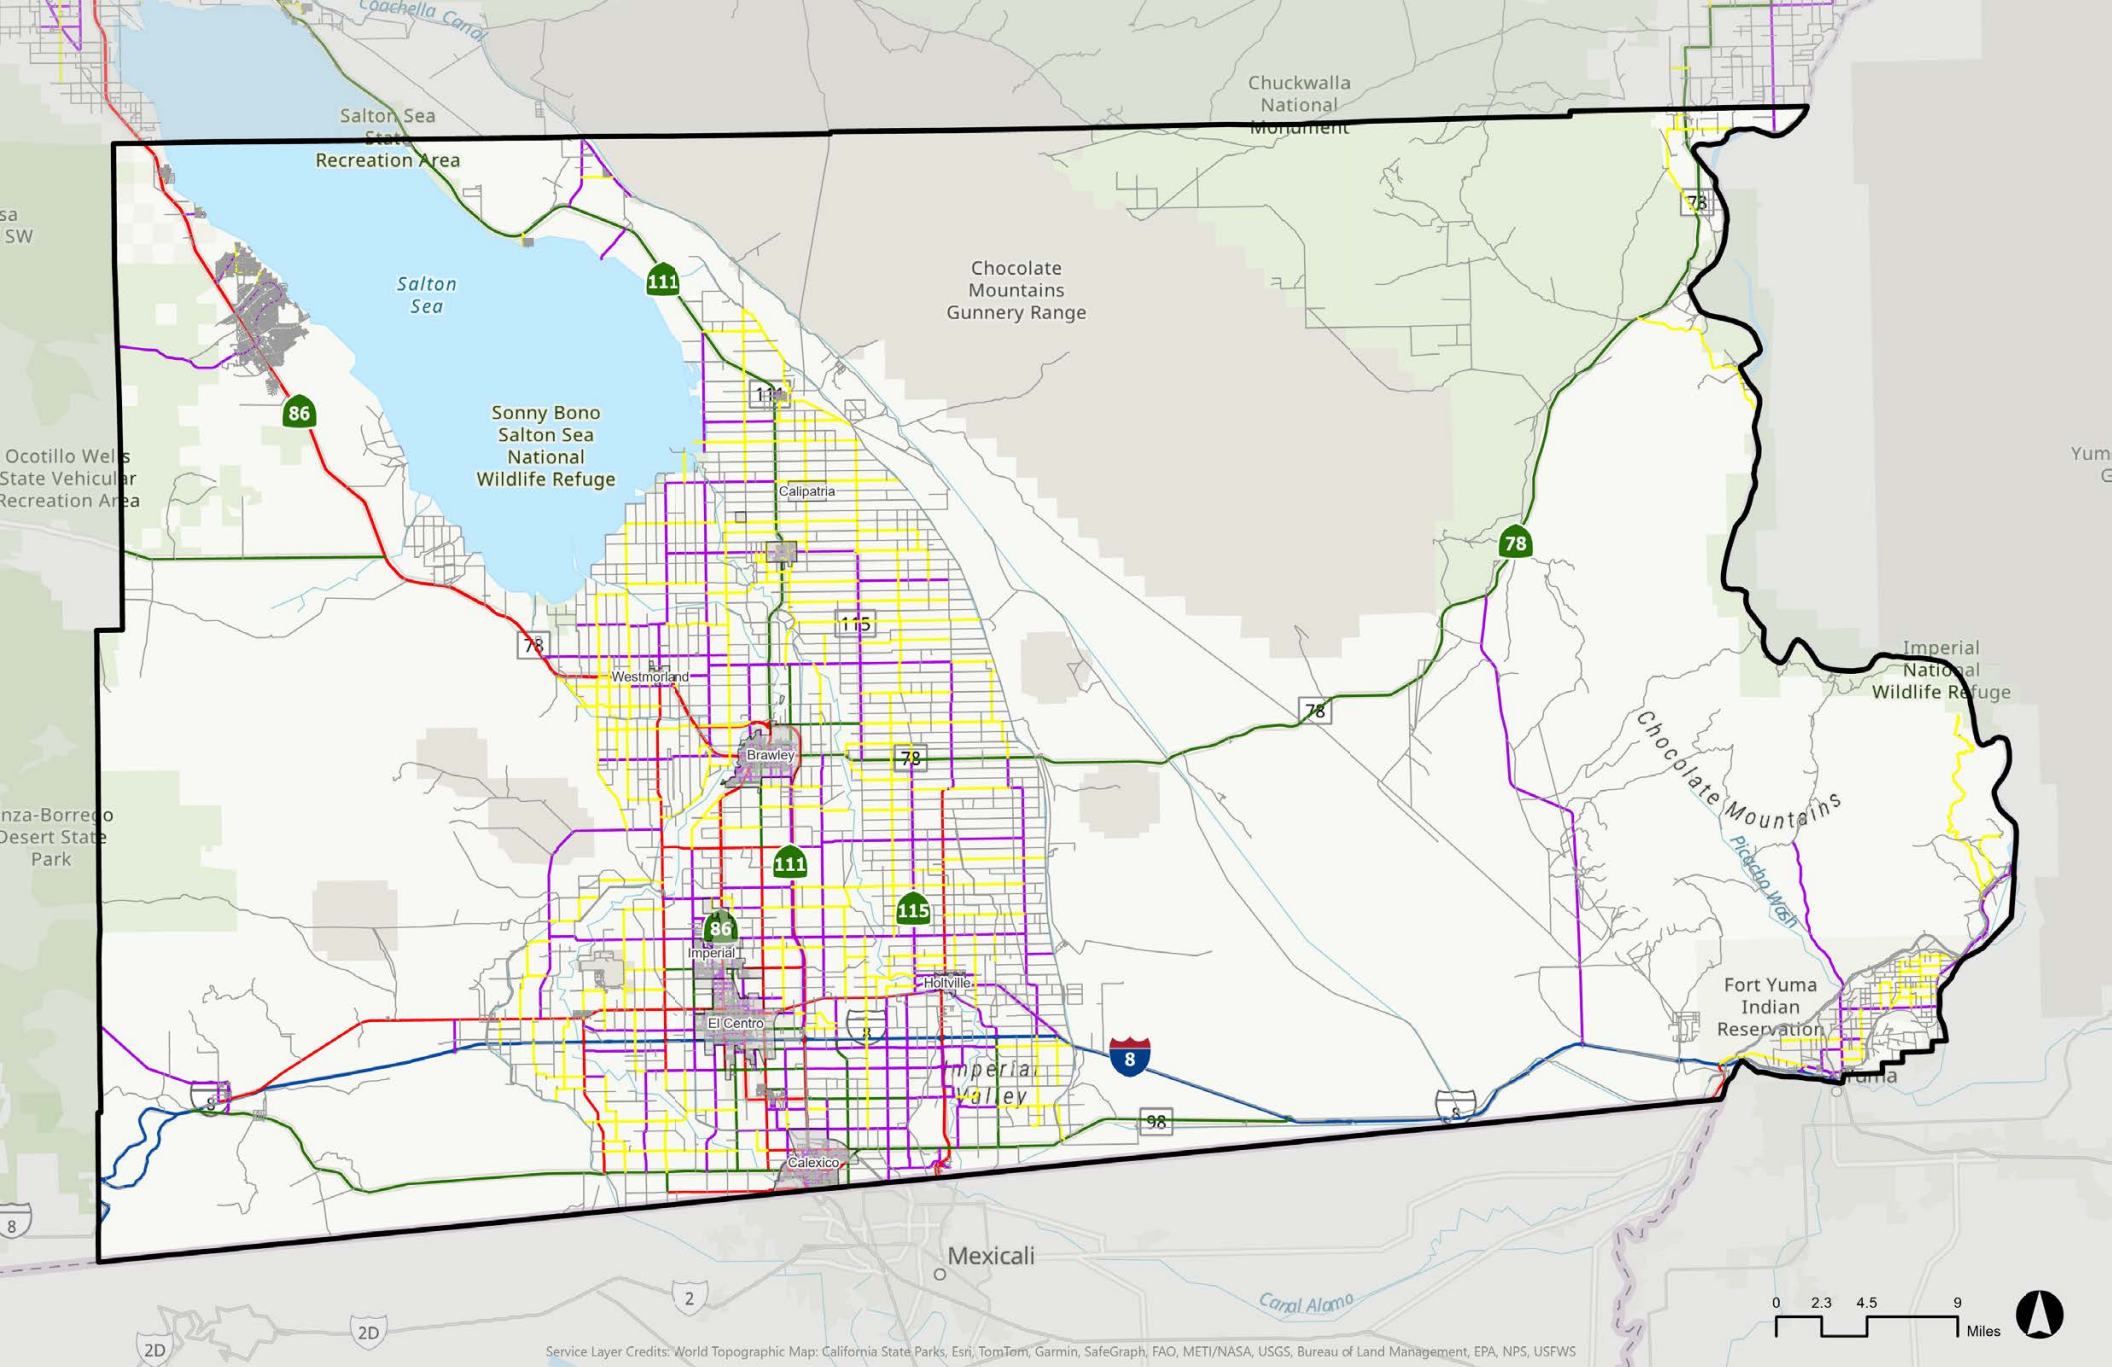 Coachella Canal
Chuckwalla
National
Monument
Salton Sea
State
Recreation Area
78
sa
SW
111
Chocolate
Mountains
Gunnery Range
Salton
Sea
111
86
Sonny Bono
Salton Sea
National
Wildlife Refuge
Ocotillo Wells
State Vehicular
Recreation Area
Yum
G
Calipatria
78
115
78
Westmorland
Imperial
National
Wildlife Refuge
78
Brawley
78
Chocolate Mountains
nza-Borrego
Desert State
Park
Picacho Wash
111
115
86
Imperial
Holtville
Fort Yuma
Indian
Reservation
El Centro
8
8
Imperial
Valley
Yuma
8
8
98
Calexico
8
Mexicali
2
Canal Alamo
2D
2D
0 2.3 4.5 9
Miles
Service Layer Credits: World Topographic Map: California State Parks, Esri, TomTom, Garmin, SafeGraph, FAO, METI/NASA, USGS, Bureau of Land Management, EPA, NPS, USFWS